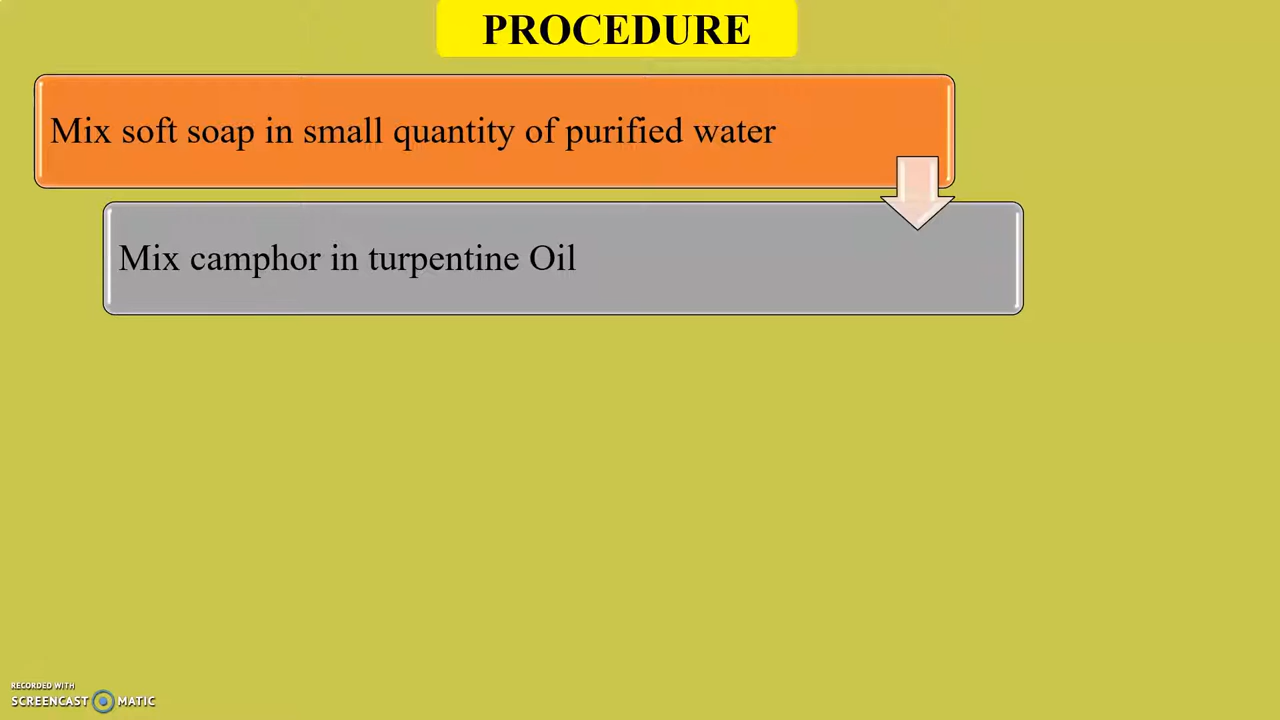 PROCEDURE
Mix soft soap in small quantity of purified water
Mix camphor in turpentine Oil
RECORDED WITH
SCREENCAST MATIC